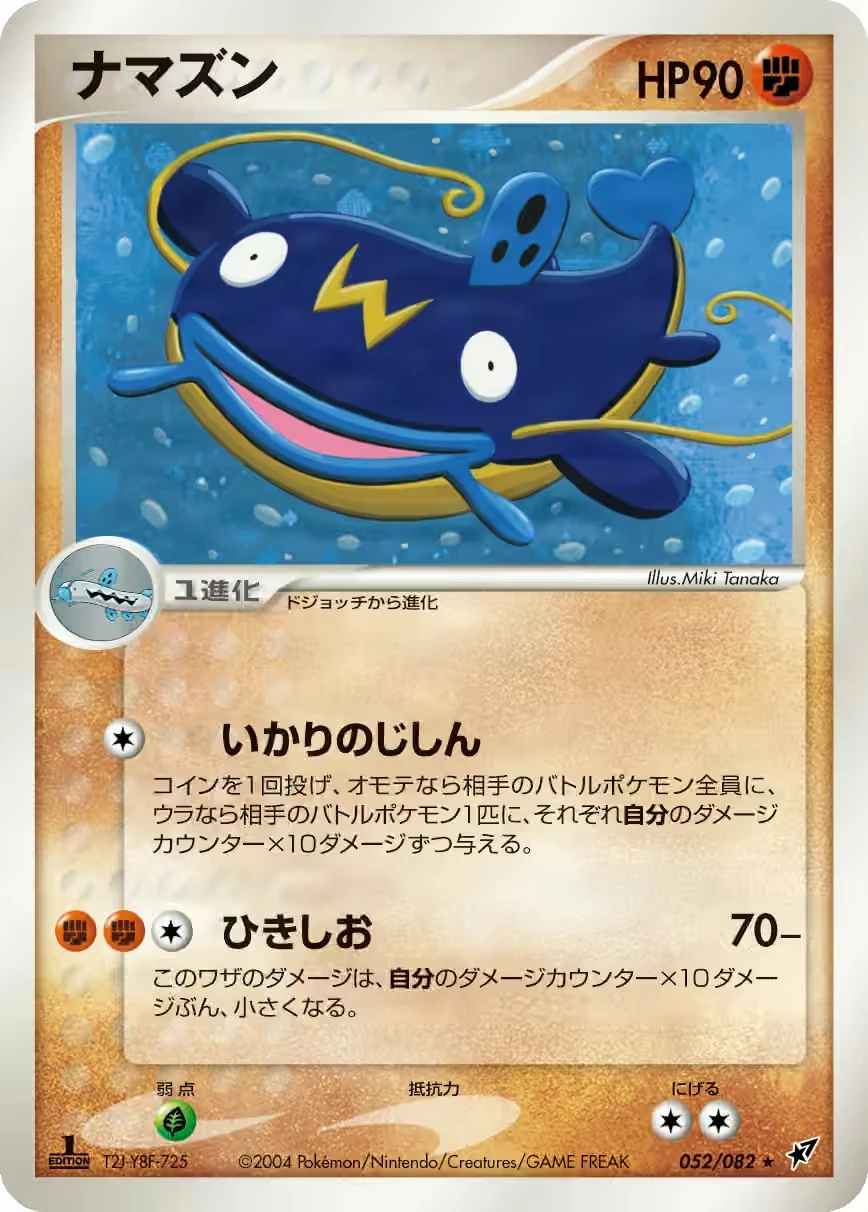 ナマズン
HP90
Illus.Miki Tanaka
1進化
ドジョッチから進化
いかりのじしん
コインを1回投げ、オモテなら相手のバトルポケモン全員に、
ウラなら相手のバトルポケモン1匹に、それぞれ自分のダメージ
カウンター×10ダメージずつ与える。
ひきしお 70−
このワザのダメージは、自分のダメージカウンター×10ダメー
ジぶん、小さくなる。
弱点 抵抗力 にげる
1 EDITION T2J-Y8F-725 ©2004 Pokémon/Nintendo/Creatures/GAME FREAK 052/082 ★